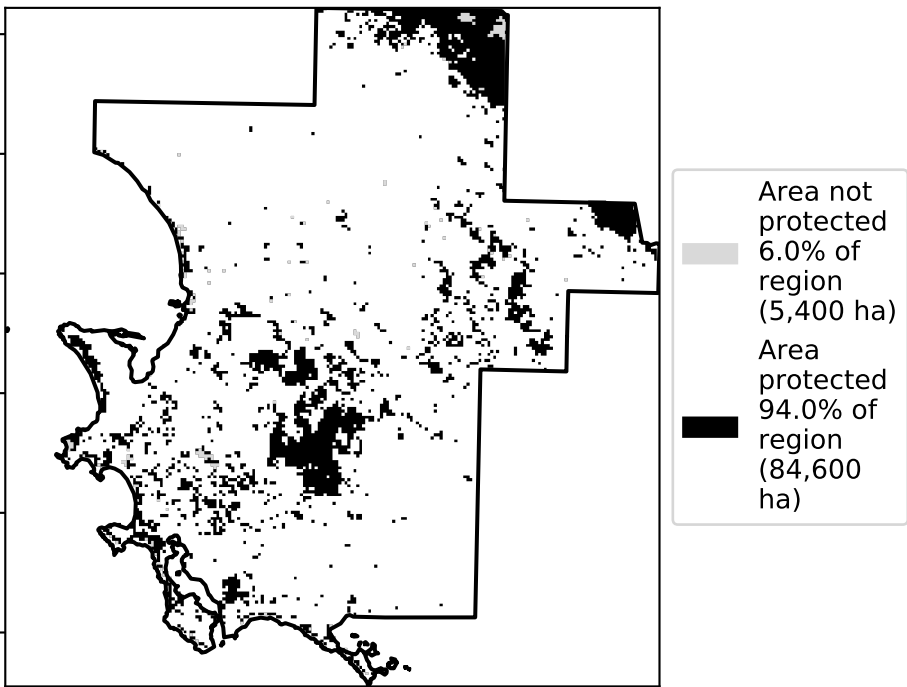 Area not
protected
6.0% of
region
(5,400 ha)
Area
protected
94.0% of
region
(84,600
ha)